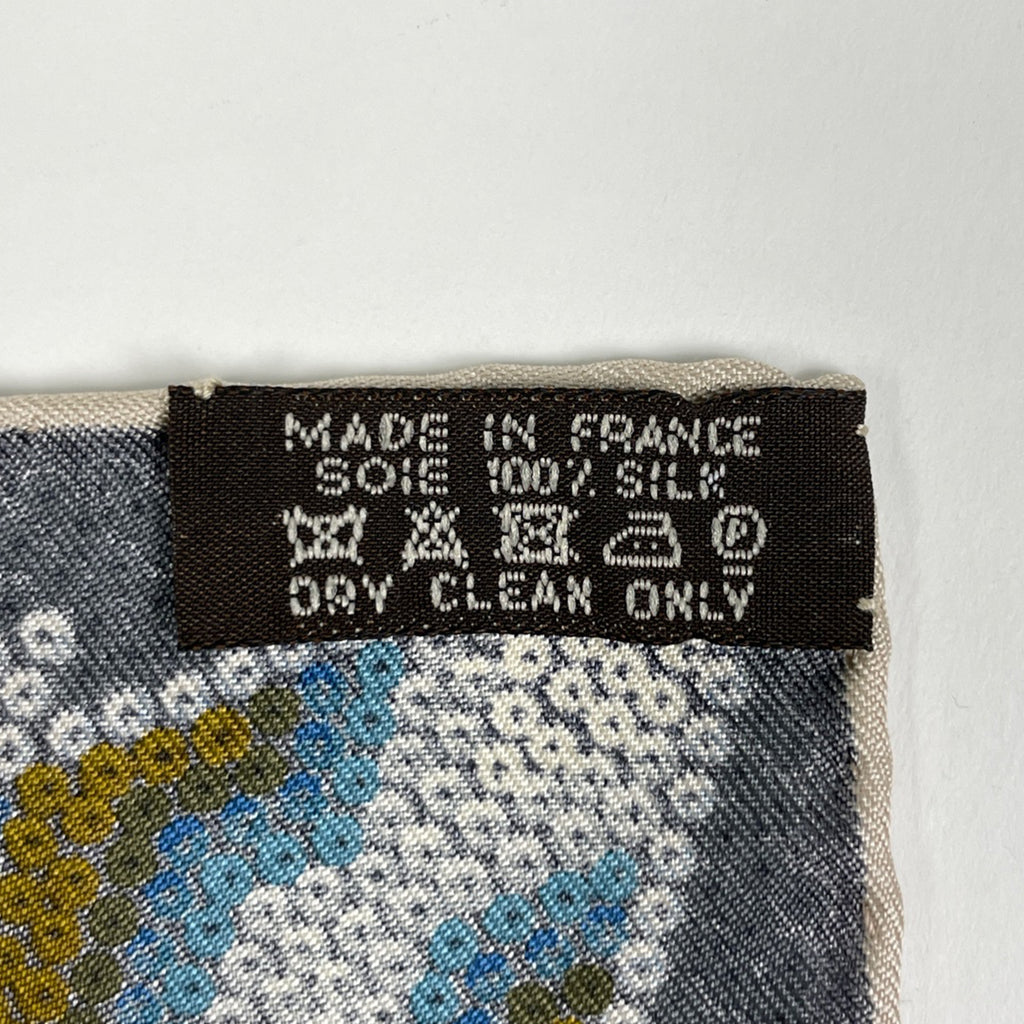 MADE IN FRANCE
SOIE 100% SILK
P
DRY CLEAN ONLY